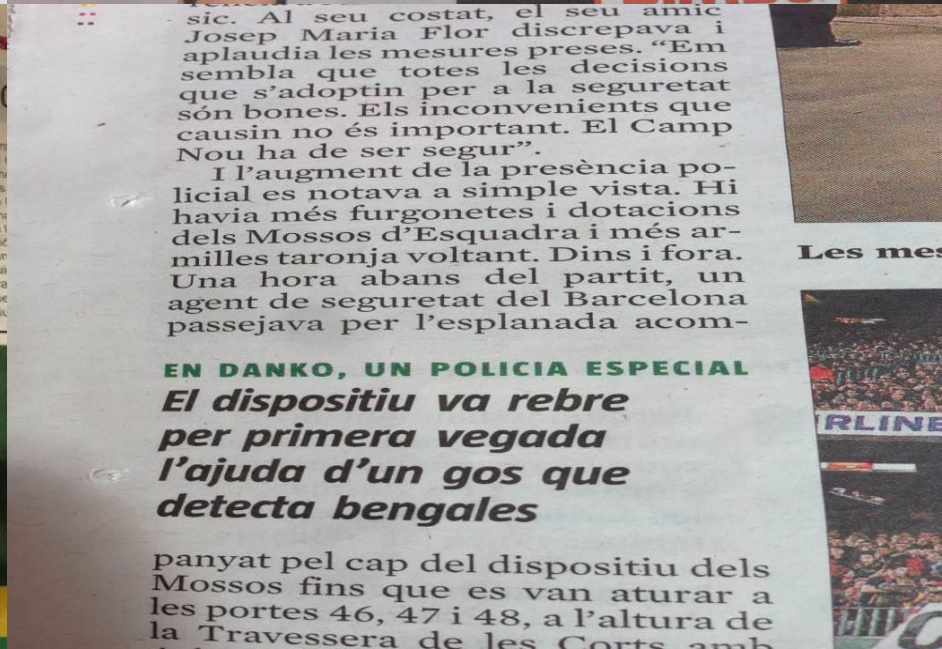 sic. Al seu costat, el seu amic
Josep Maria Flor discrepava i
aplaudia les mesures preses. “Em
sembla que totes les decisions
que s’adoptin per a la seguretat
són bones. Els inconvenients que
causin no és important. El Camp
Nou ha de ser segur”.
I l’augment de la presència po-
licial es notava a simple vista. Hi
havia més furgonetes i dotacions
dels Mossos d’Esquadra i més ar-
milles taronja voltant. Dins i fora.
Una hora abans del partit, un
agent de seguretat del Barcelona
passejava per l’esplanada acom-
EN DANKO, UN POLICIA ESPECIAL
El dispositiu va rebre
per primera vegada
l’ajuda d’un gos que
detecta bengales
panyat pel cap del dispositiu dels
Mossos fins que es van aturar a
les portes 46, 47 i 48, a l’altura de
la Travessera de les Corts amb
Les mes
RLINE